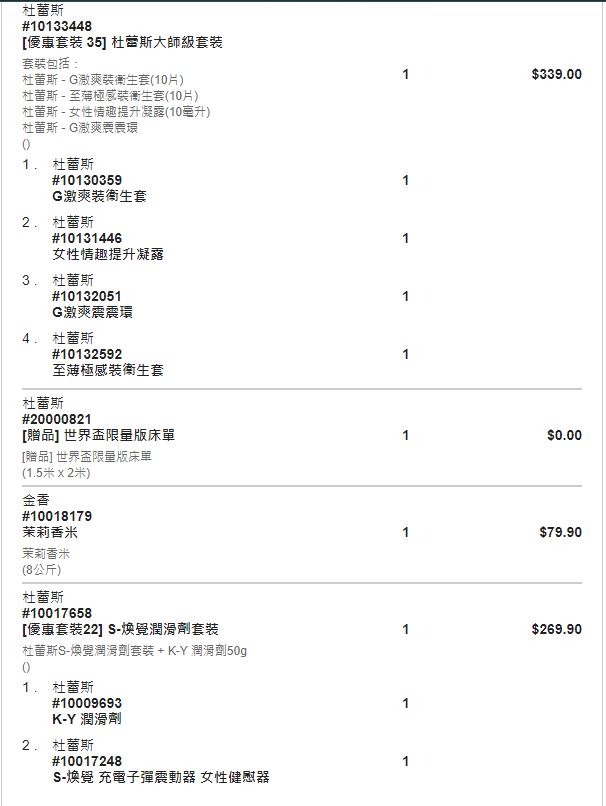 杜蕾斯
#10133448
[優惠套裝 35] 杜蕾斯大師級套裝
1 $339.00
套裝包括：
杜蕾斯 - G激爽裝衛生套(10片)
杜蕾斯 - 至薄極感裝衛生套(10片)
杜蕾斯 - 女性情趣提升凝露(10毫升)
杜蕾斯 - G激爽震震環
()
1 . 杜蕾斯
#10130359 1
G激爽裝衛生套
2 . 杜蕾斯
#10131446 1
女性情趣提升凝露
3 . 杜蕾斯
#10132051 1
G激爽震震環
4 . 杜蕾斯
#10132592 1
至薄極感裝衛生套
杜蕾斯
#20000821
[贈品] 世界盃限量版床單 1 $0.00
[贈品] 世界盃限量版床單
(1.5米 x 2米)
金香
#10018179
茉莉香米 1 $79.90
茉莉香米
(8公斤)
杜蕾斯
#10017658
[優惠套裝22] S-煥覺潤滑劑套裝 1 $269.90
杜蕾斯S-煥覺潤滑劑套裝 + K-Y 潤滑劑50g
()
1 . 杜蕾斯
#10009693 1
K-Y 潤滑劑
2 . 杜蕾斯
#10017248 1
S-煥覺 充電子彈震動器 女性健慰器